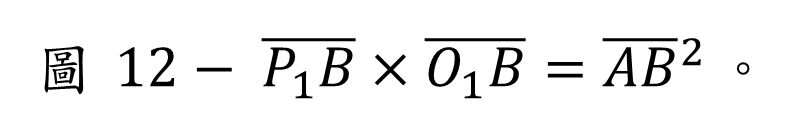 圖 12 − $\overline{P_1B} \times \overline{O_1B} = \overline{AB}^2$ 。